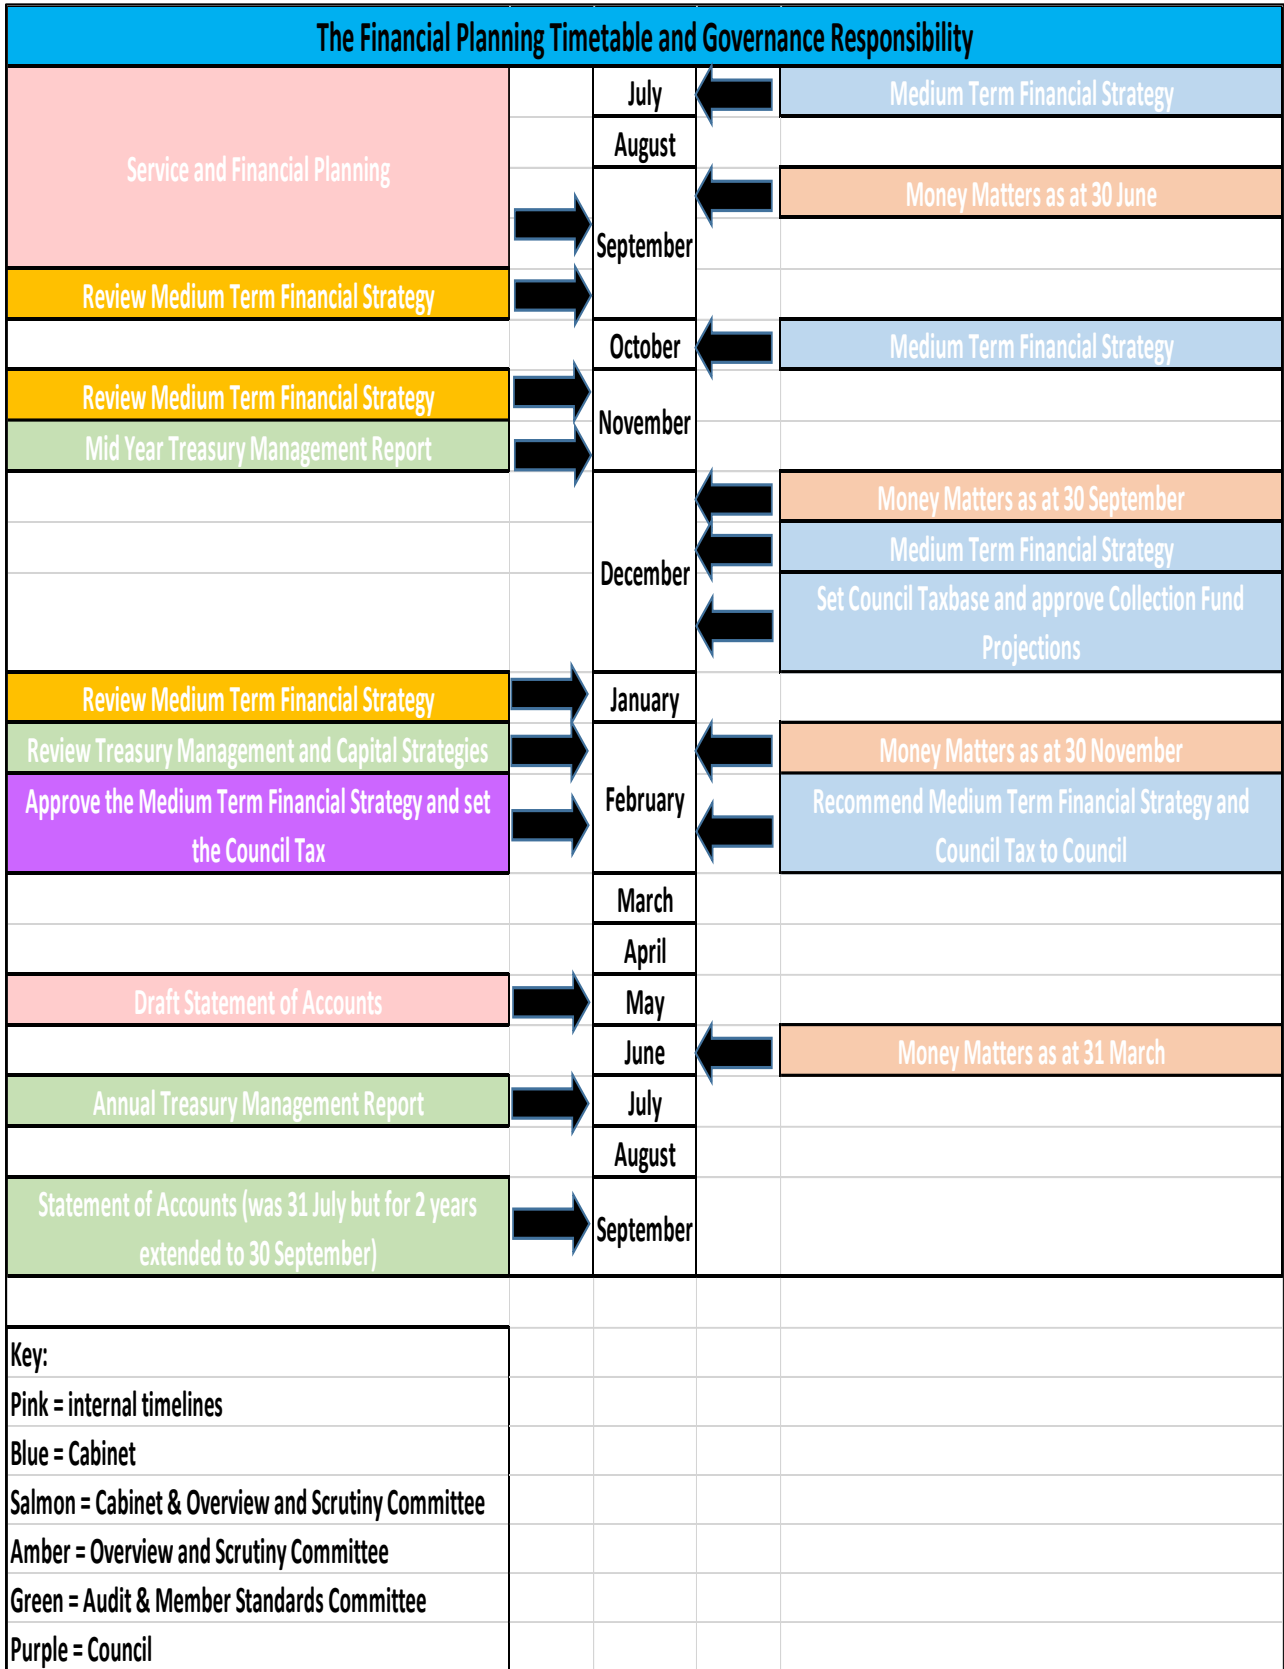 The Financial Planning Timetable and Governance Responsibility
July
Medium Term Financial Strategy
August
Service and Financial Planning
Money Matters as at 30 June
September
Review Medium Term Financial Strategy
October
Medium Term Financial Strategy
Review Medium Term Financial Strategy
November
Mid Year Treasury Management Report
Money Matters as at 30 September
Medium Term Financial Strategy
December
Set Council Taxbase and approve Collection Fund
Projections
Review Medium Term Financial Strategy
January
Review Treasury Management and Capital Strategies
Money Matters as at 30 November
February
Approve the Medium Term Financial Strategy and set
the Council Tax
Recommend Medium Term Financial Strategy and
Council Tax to Council
March
April
Draft Statement of Accounts
May
June
Money Matters as at 31 March
Annual Treasury Management Report
July
August
Statement of Accounts (was 31 July but for 2 years
extended to 30 September)
September
Key:
Pink = internal timelines
Blue = Cabinet
Salmon = Cabinet & Overview and Scrutiny Committee
Amber = Overview and Scrutiny Committee
Green = Audit & Member Standards Committee
Purple = Council